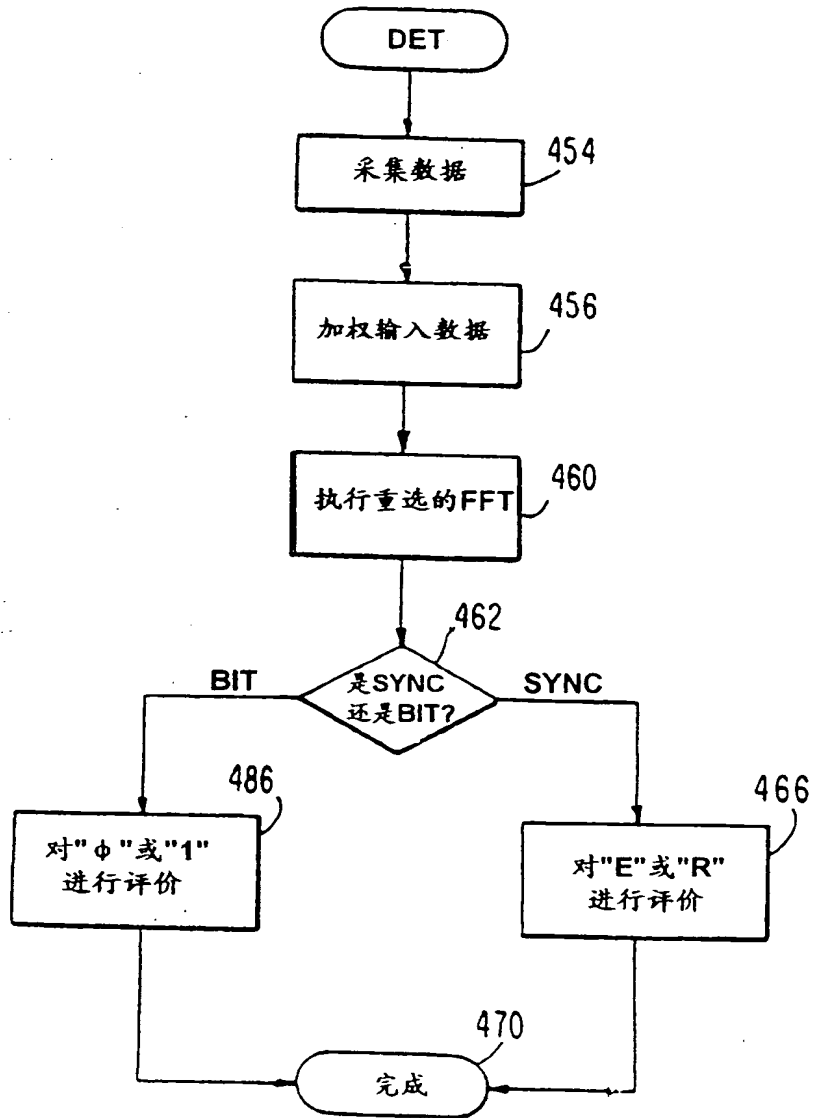 DET
454
采集数据
456
加权输入数据
460
执行重选的FFT
462
是SYNC
还是BIT?
BIT
SYNC
486
对"φ"或"1"
进行评价
466
对"E"或"R"
进行评价
470
完成